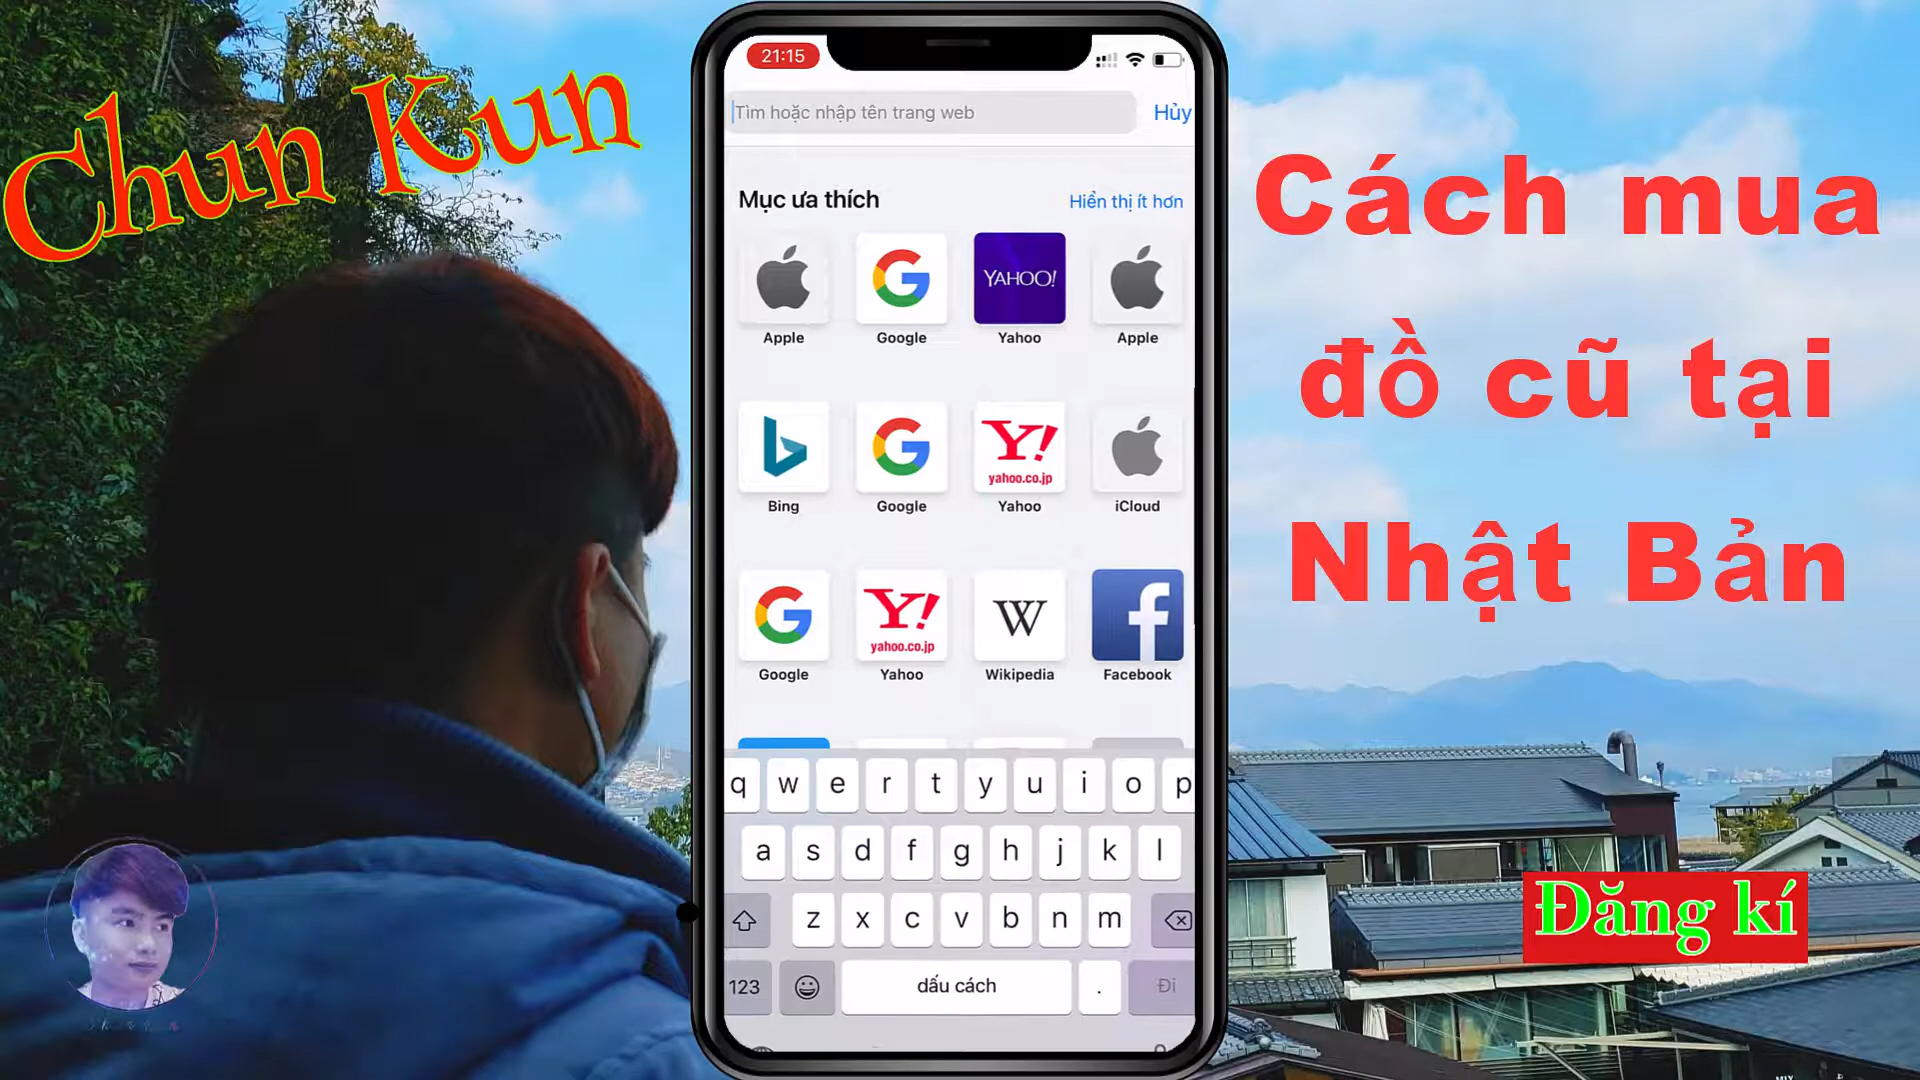 Chun Kun
21:15
Tìm hoặc nhập tên trang web
Hủy
Mục ưa thích
Hiển thị ít hơn
YAHOO!
Apple
Google
Yahoo
Apple
Y!
yahoo.co.jp
Bing
Google
Yahoo
iCloud
Y!
yahoo.co.jp
W
f
Google
Yahoo
Wikipedia
Facebook
q w e r t y u i o p
a s d f g h j k l
z x c v b n m
123
dấu cách
.
Đi
Cách mua
đồ cũ tại
Nhật Bản
Đăng kí